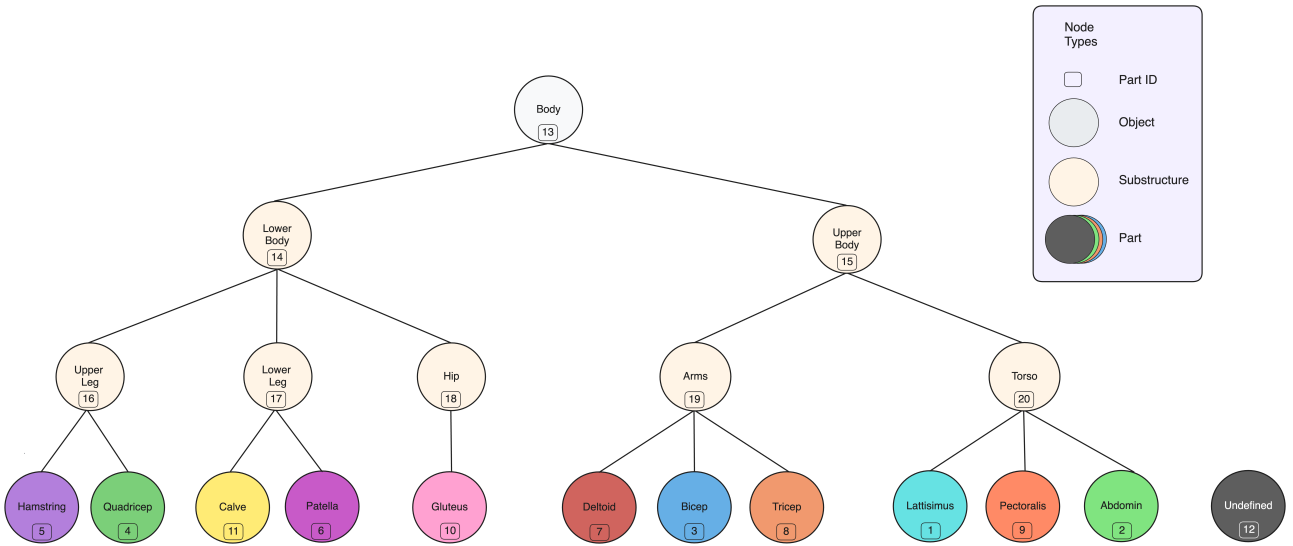 Node
Types
Part ID
Object
Substructure
Part
Body
13
Lower
Body
14
Upper
Body
15
Upper
Leg
16
Lower
Leg
17
Hip
18
Arms
19
Torso
20
Hamstring
5
Quadricep
4
Calve
11
Patella
6
Gluteus
10
Deltoid
7
Bicep
3
Tricep
8
Lattisimus
1
Pectoralis
9
Abdomin
2
Undefined
12